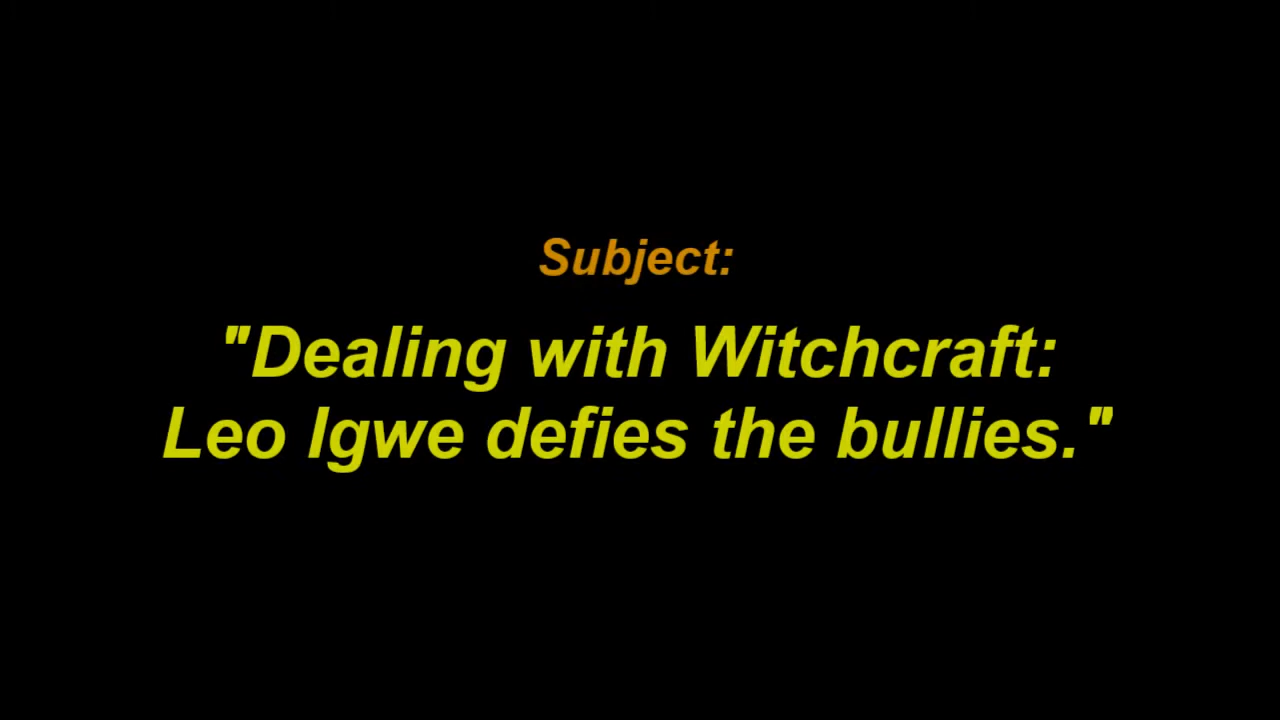 Subject:
"Dealing with Witchcraft:
Leo Igwe defies the bullies."